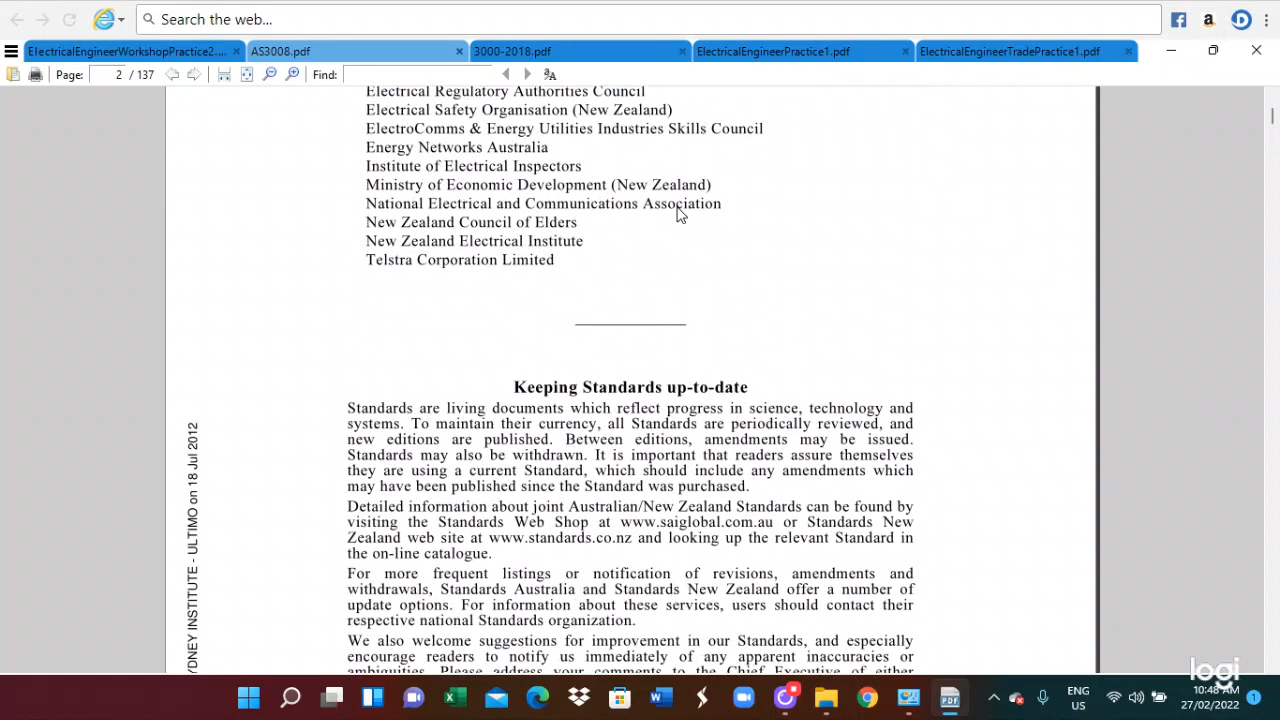 Search the web...
ElectricalEngineerWorkshopPractice2.... × AS3008.pdf × 3000-2018.pdf × ElectricalEngineerPractice1.pdf × ElectricalEngineerTradePractice1.pdf ×
Page: 2 / 137 Find:
Electrical Regulatory Authorities Council
Electrical Safety Organisation (New Zealand)
ElectroComms & Energy Utilities Industries Skills Council
Energy Networks Australia
Institute of Electrical Inspectors
Ministry of Economic Development (New Zealand)
National Electrical and Communications Association
New Zealand Council of Elders
New Zealand Electrical Institute
Telstra Corporation Limited
Keeping Standards up-to-date
Standards are living documents which reflect progress in science, technology and
systems. To maintain their currency, all Standards are periodically reviewed, and
new editions are published. Between editions, amendments may be issued.
Standards may also be withdrawn. It is important that readers assure themselves
they are using a current Standard, which should include any amendments which
may have been published since the Standard was purchased.
Detailed information about joint Australian/New Zealand Standards can be found by
visiting the Standards Web Shop at www.saiglobal.com.au or Standards New
Zealand web site at www.standards.co.nz and looking up the relevant Standard in
the on-line catalogue.
For more frequent listings or notification of revisions, amendments and
withdrawals, Standards Australia and Standards New Zealand offer a number of
update options. For information about these services, users should contact their
respective national Standards organization.
We also welcome suggestions for improvement in our Standards, and especially
encourage readers to notify us immediately of any apparent inaccuracies or
ambiguities. Please address your comments to the Chief Executive of either
YDNEY INSTITUTE - ULTIMO on 18 Jul 2012
logi
ENG
US
10:48 AM
27/02/2022
1